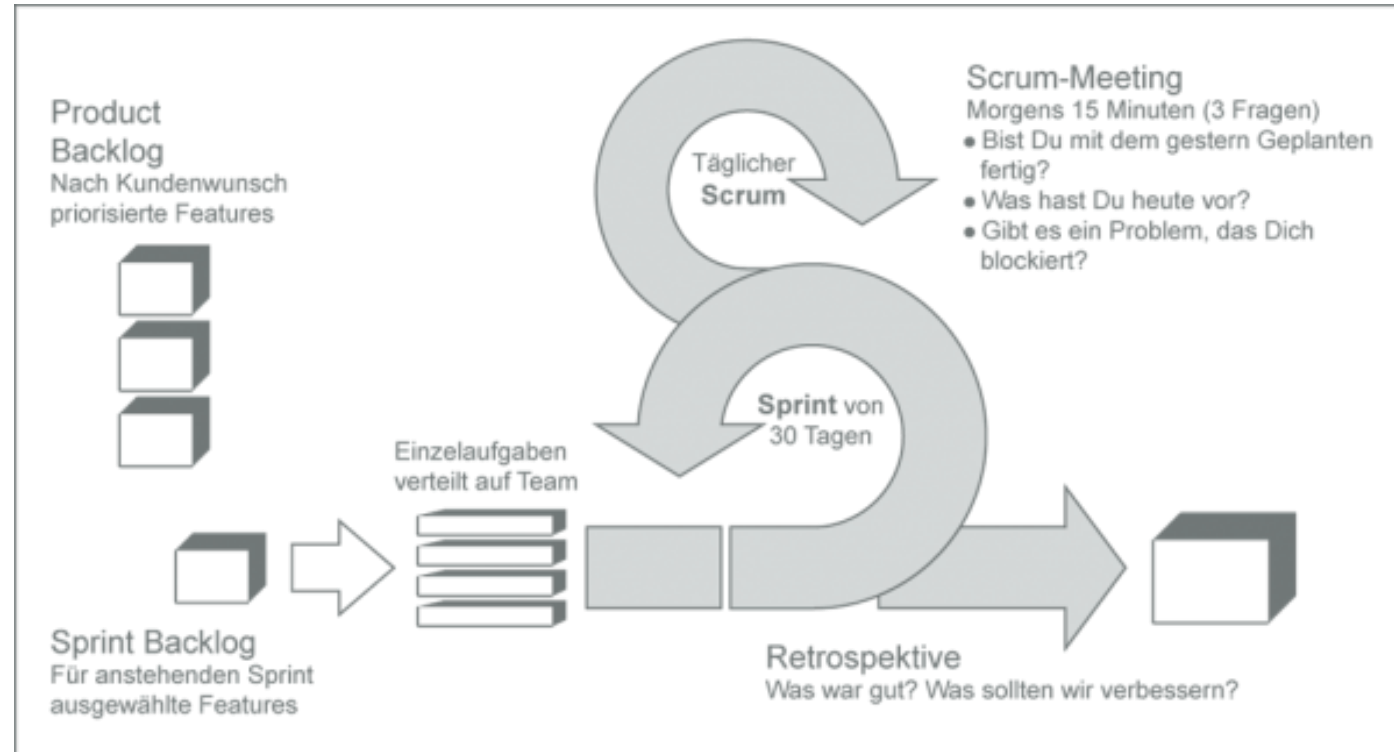 Product
Backlog
Nach Kundenwunsch
priorisierte Features
Sprint Backlog
Für anstehenden Sprint
ausgewählte Features
Einzelaufgaben
verteilt auf Team
Täglicher
Scrum
Sprint von
30 Tagen
Scrum-Meeting
Morgens 15 Minuten (3 Fragen)
● Bist Du mit dem gestern Geplanten
fertig?
● Was hast Du heute vor?
● Gibt es ein Problem, das Dich
blockiert?
Retrospektive
Was war gut? Was sollten wir verbessern?